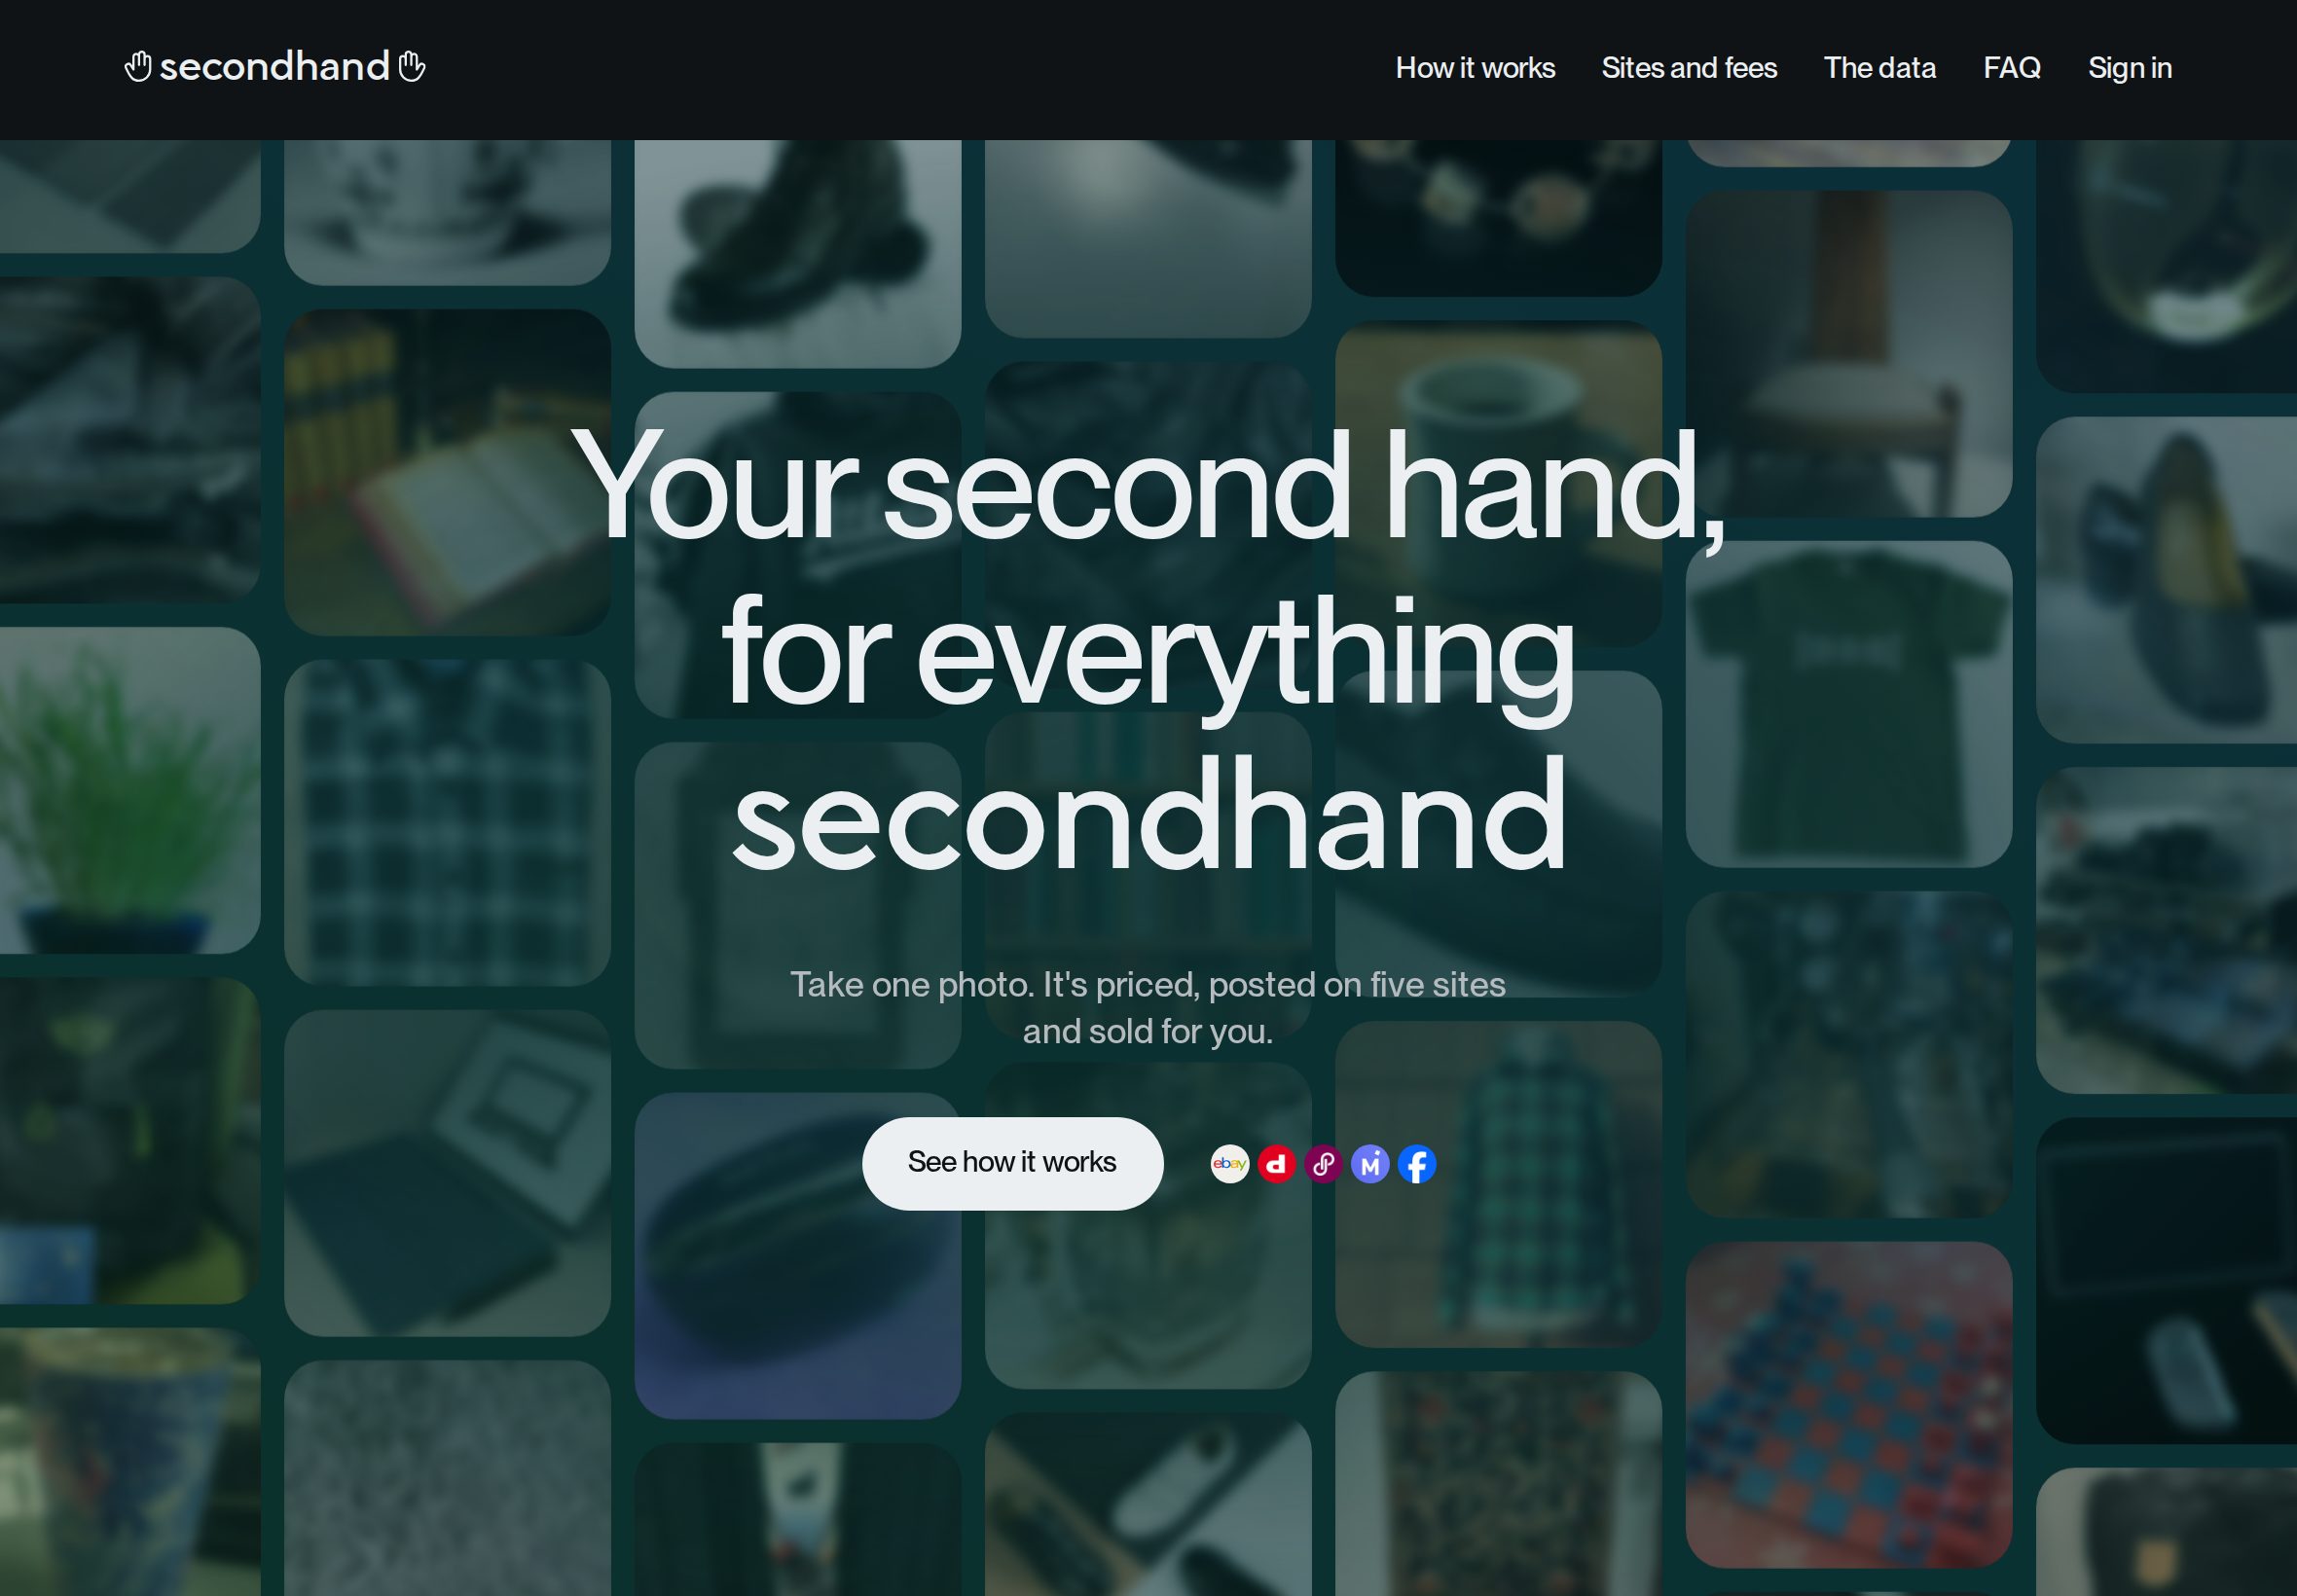 secondhand
How it works
Sites and fees
The data
FAQ
Sign in
Your second hand,
for everything
secondhand
Take one photo. It's priced, posted on five sites
and sold for you.
See how it works
ebay